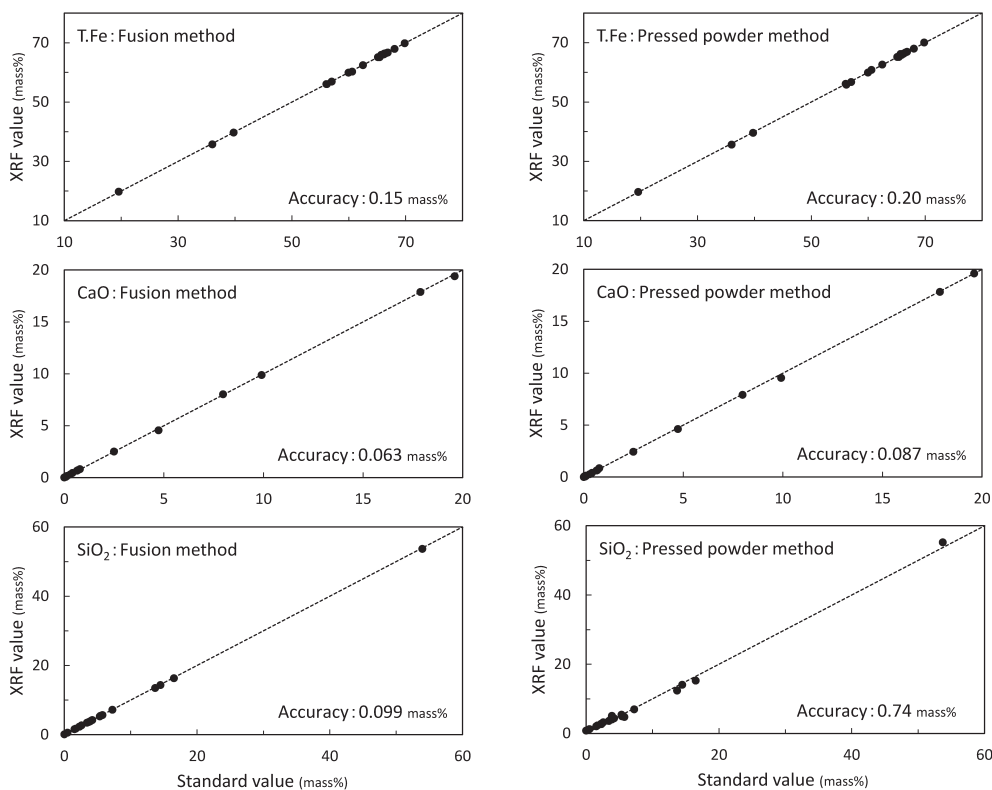 T.Fe : Fusion method
XRF value (mass%)
70
50
30
10
Accuracy : 0.15 mass%
10 30 50 70
T.Fe : Pressed powder method
XRF value (mass%)
70
50
30
10
Accuracy : 0.20 mass%
10 30 50 70
CaO : Fusion method
XRF value (mass%)
20
15
10
5
0
Accuracy : 0.063 mass%
0 5 10 15 20
CaO : Pressed powder method
XRF value (mass%)
20
15
10
5
0
Accuracy : 0.087 mass%
0 5 10 15 20
SiO₂ : Fusion method
XRF value (mass%)
60
40
20
0
Accuracy : 0.099 mass%
0 20 40 60
Standard value (mass%)
SiO₂ : Pressed powder method
XRF value (mass%)
60
40
20
0
Accuracy : 0.74 mass%
0 20 40 60
Standard value (mass%)